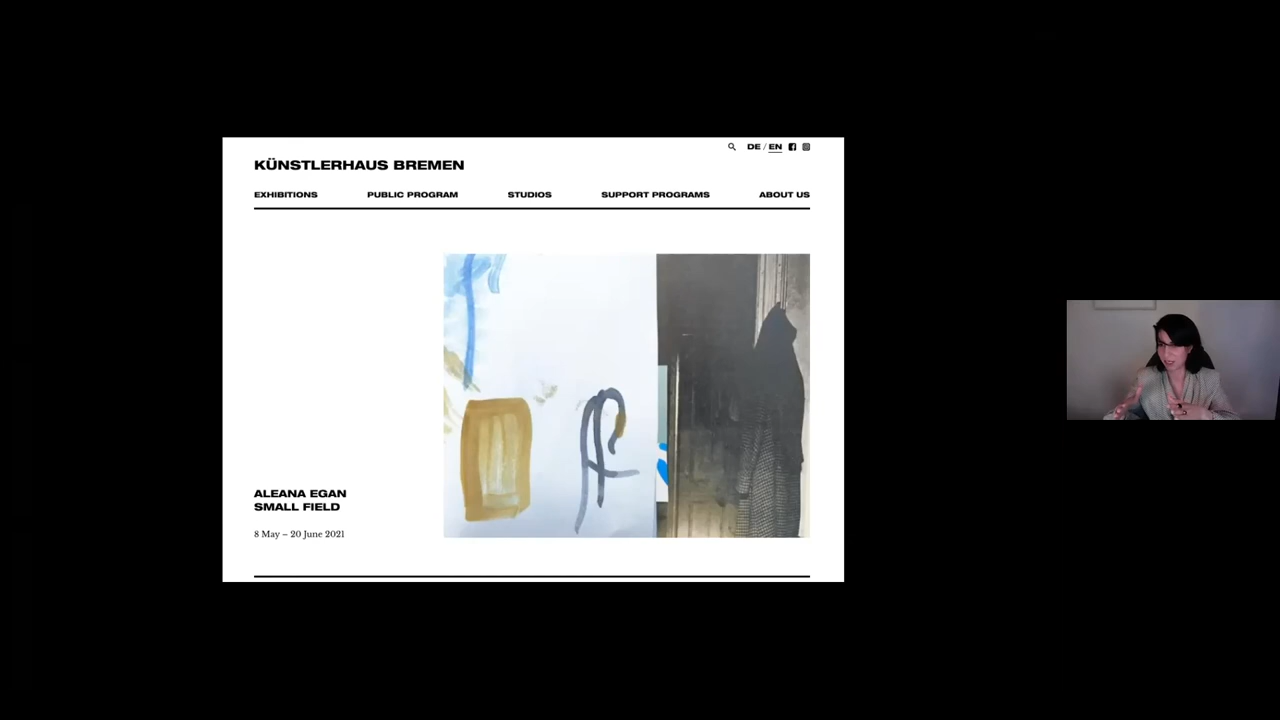 DE / EN
KÜNSTLERHAUS BREMEN
EXHIBITIONS PUBLIC PROGRAM STUDIOS SUPPORT PROGRAMS ABOUT US
ALEANA EGAN
SMALL FIELD
8 May – 20 June 2021